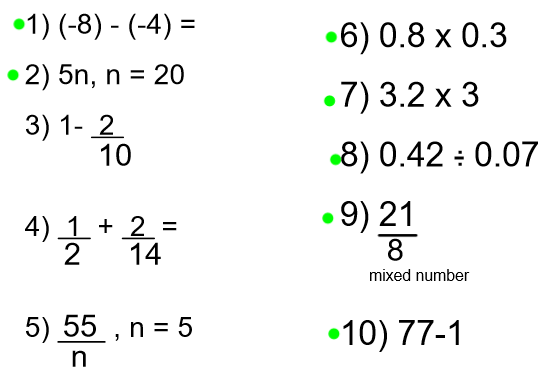 1) (-8) - (-4) =
2) 5n, n = 20
3) 1- 2
10
4) 1 + 2 =
2 14
5) 55 , n = 5
n
6) 0.8 x 0.3
7) 3.2 x 3
8) 0.42 ÷ 0.07
9) 21
8
mixed number
10) 77-1